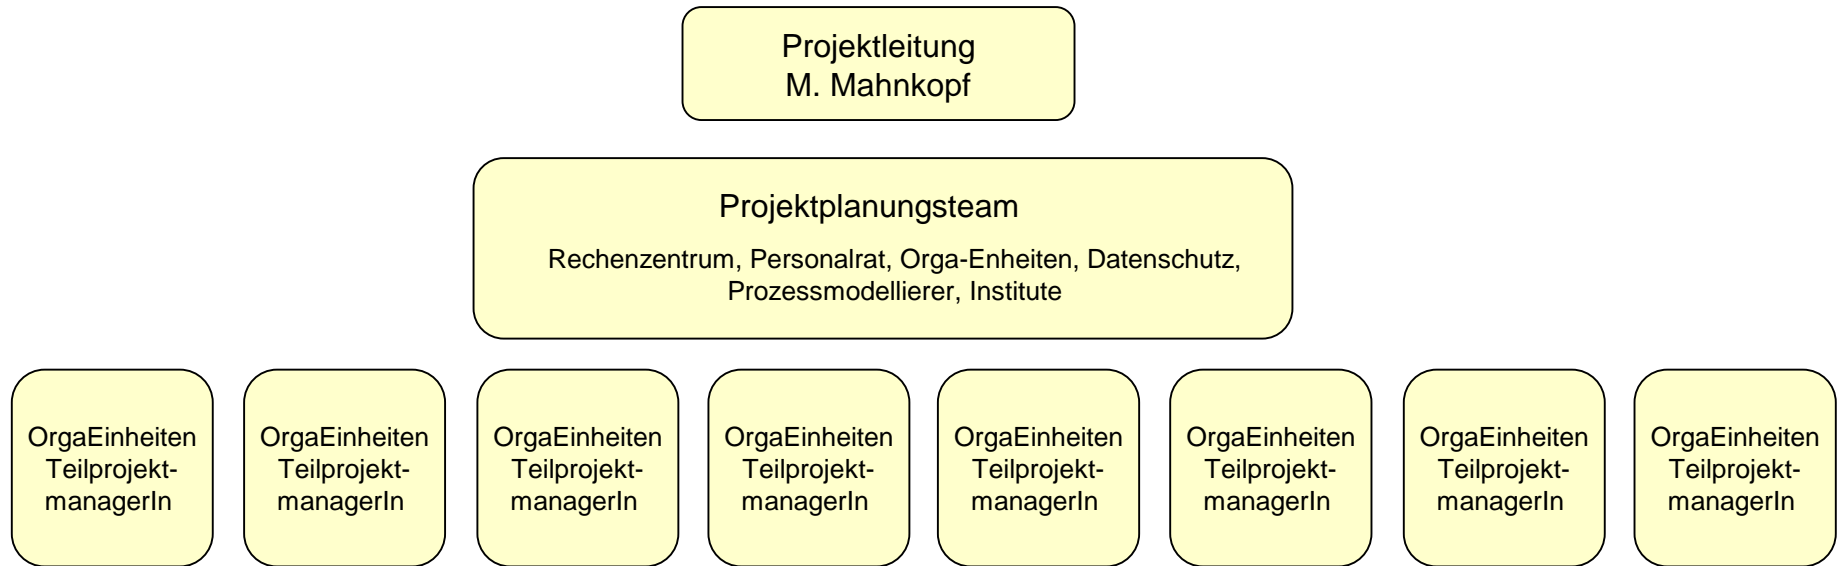 Projektleitung
M. Mahnkopf
Projektplanungsteam
Rechenzentrum, Personalrat, Orga-Enheiten, Datenschutz,
Prozessmodellierer, Institute
OrgaEinheiten
Teilprojekt-
managerIn
OrgaEinheiten
Teilprojekt-
managerIn
OrgaEinheiten
Teilprojekt-
managerIn
OrgaEinheiten
Teilprojekt-
managerIn
OrgaEinheiten
Teilprojekt-
managerIn
OrgaEinheiten
Teilprojekt-
managerIn
OrgaEinheiten
Teilprojekt-
managerIn
OrgaEinheiten
Teilprojekt-
managerIn